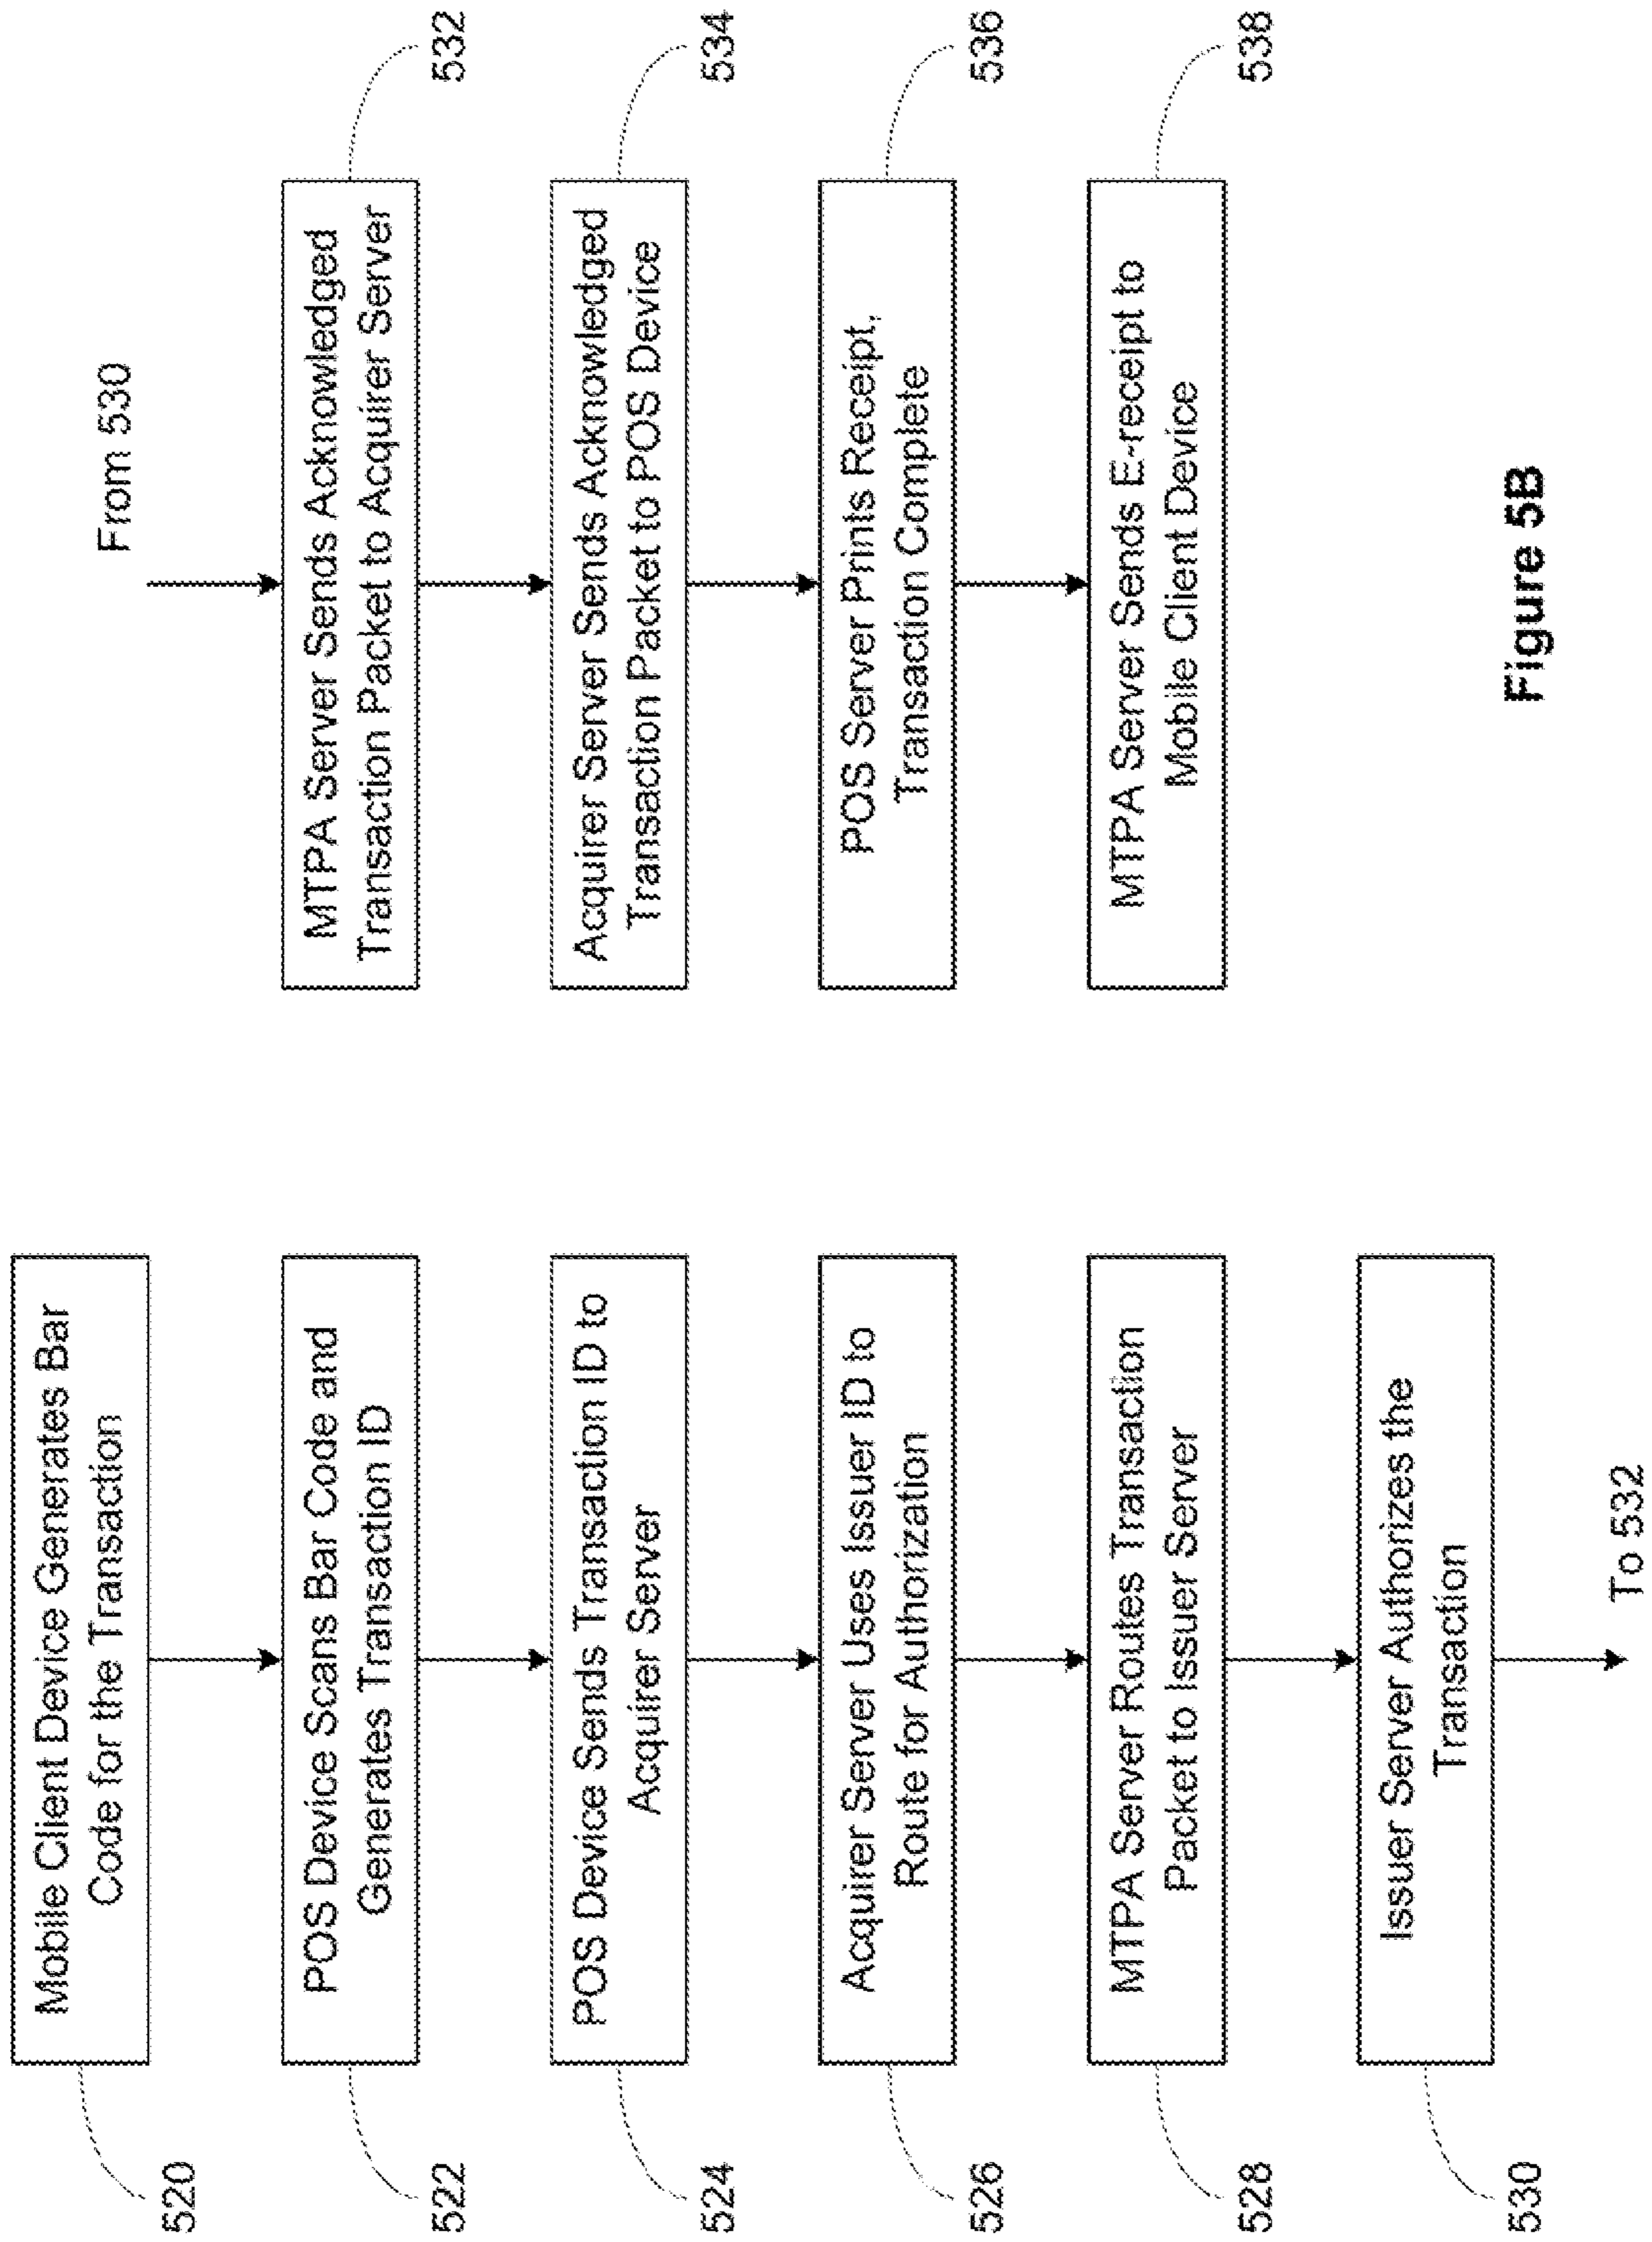 Mobile Client Device Generates Bar
Code for the Transaction
520
POS Device Scans Bar Code and
Generates Transaction ID
522
POS Device Sends Transaction ID to
Acquirer Server
524
Acquirer Server Uses Issuer ID to
Route for Authorization
526
MTPA Server Routes Transaction
Packet to Issuer Server
528
Issuer Server Authorizes the
Transaction
530
To 532
From 530
MTPA Server Sends Acknowledged
Transaction Packet to Acquirer Server
532
Acquirer Server Sends Acknowledged
Transaction Packet to POS Device
534
POS Server Prints Receipt,
Transaction Complete
536
MTPA Server Sends E-receipt to
Mobile Client Device
538
Figure 5B